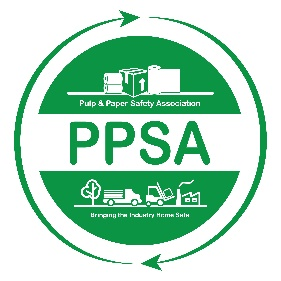 Pulp & Paper Safety Association
PPSA
Bringing the Industry Home Safe